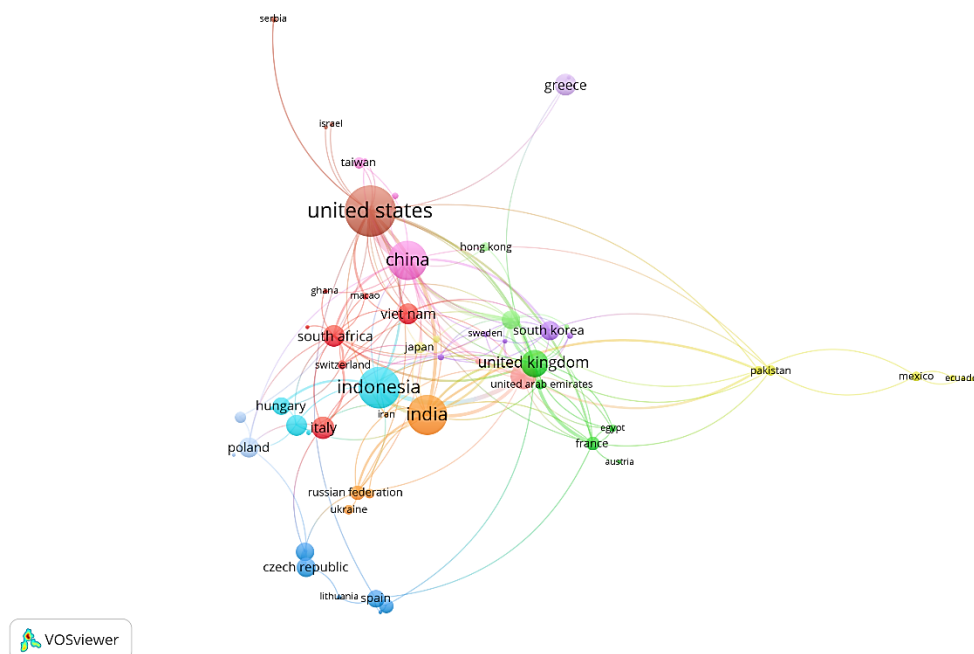 serbia
greece
israel
taiwan
united states
hong kong
china
ghana
macao
viet nam
south korea
sweden
south africa
japan
switzerland
united kingdom
pakistan
mexico
ecuado
united arab emirates
indonesia
hungary
iran
india
italy
egypt
france
poland
austria
russian federation
ukraine
czech republic
lithuania
spain
VOSviewer